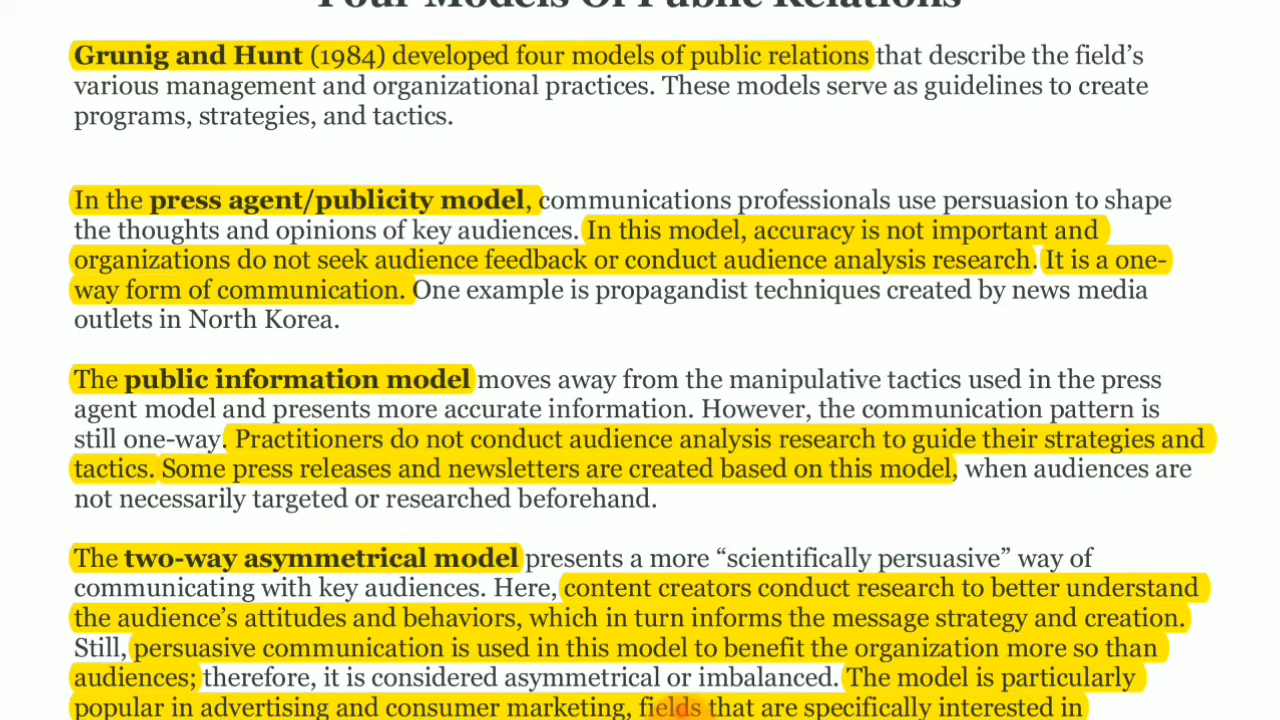 Four Models Of Public Relations
Grunig and Hunt (1984) developed four models of public relations that describe the field’s
various management and organizational practices. These models serve as guidelines to create
programs, strategies, and tactics.
In the press agent/publicity model, communications professionals use persuasion to shape
the thoughts and opinions of key audiences. In this model, accuracy is not important and
organizations do not seek audience feedback or conduct audience analysis research. It is a one-
way form of communication. One example is propagandist techniques created by news media
outlets in North Korea.
The public information model moves away from the manipulative tactics used in the press
agent model and presents more accurate information. However, the communication pattern is
still one-way. Practitioners do not conduct audience analysis research to guide their strategies and
tactics. Some press releases and newsletters are created based on this model, when audiences are
not necessarily targeted or researched beforehand.
The two-way asymmetrical model presents a more “scientifically persuasive” way of
communicating with key audiences. Here, content creators conduct research to better understand
the audience’s attitudes and behaviors, which in turn informs the message strategy and creation.
Still, persuasive communication is used in this model to benefit the organization more so than
audiences; therefore, it is considered asymmetrical or imbalanced. The model is particularly
popular in advertising and consumer marketing, fields that are specifically interested in